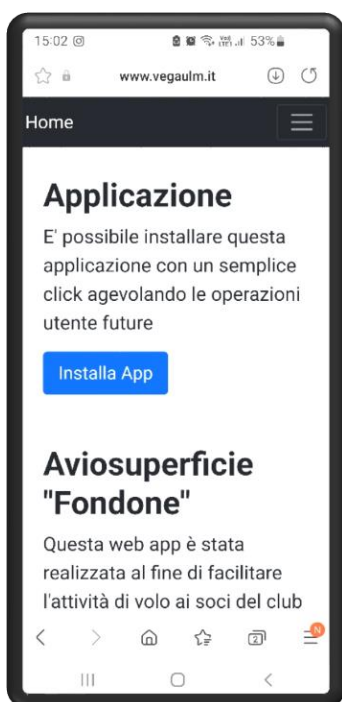 15:02 53%
www.vegaulm.it
Home
Applicazione
E' possibile installare questa
applicazione con un semplice
click agevolando le operazioni
utente future
Installa App
Aviosuperficie
"Fondone"
Questa web app è stata
realizzata al fine di facilitare
l'attività di volo ai soci del club
2 N